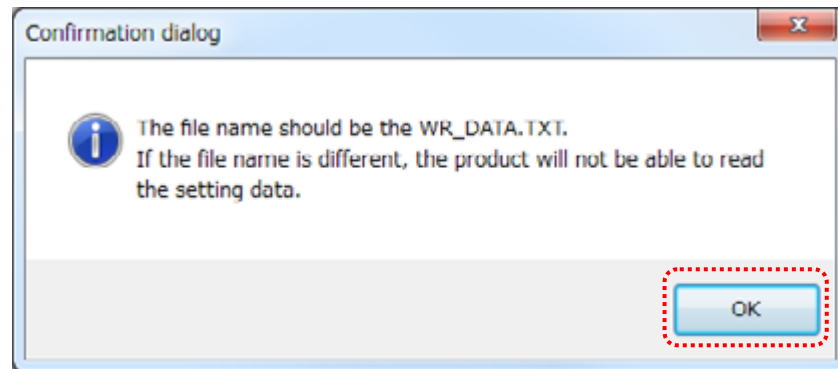 Confirmation dialog
The file name should be the WR_DATA.TXT.
If the file name is different, the product will not be able to read
the setting data.
OK